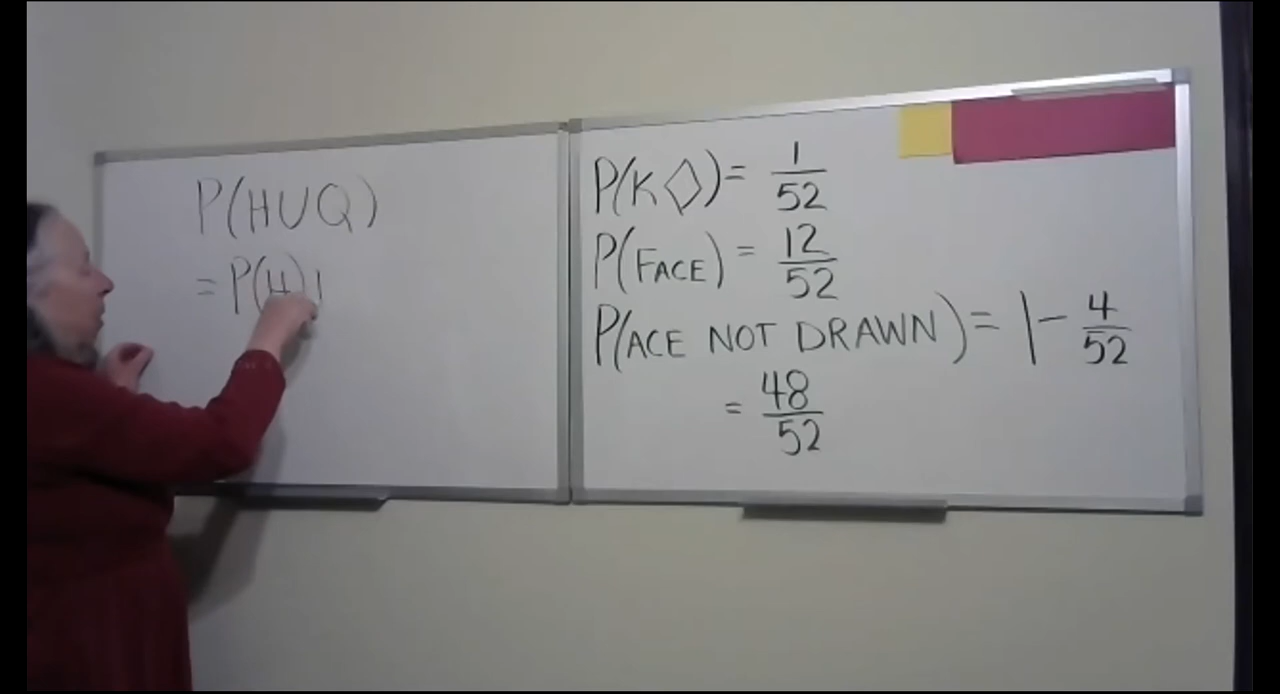 P(H∪Q)
= P(H)
P(K◇) = 1/52
P(FACE) = 12/52
P(ACE NOT DRAWN) = 1 - 4/52
= 48/52